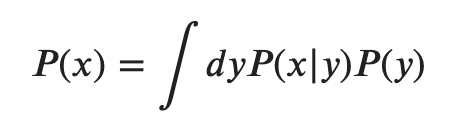 P(x) = ∫ dyP(x|y)P(y)